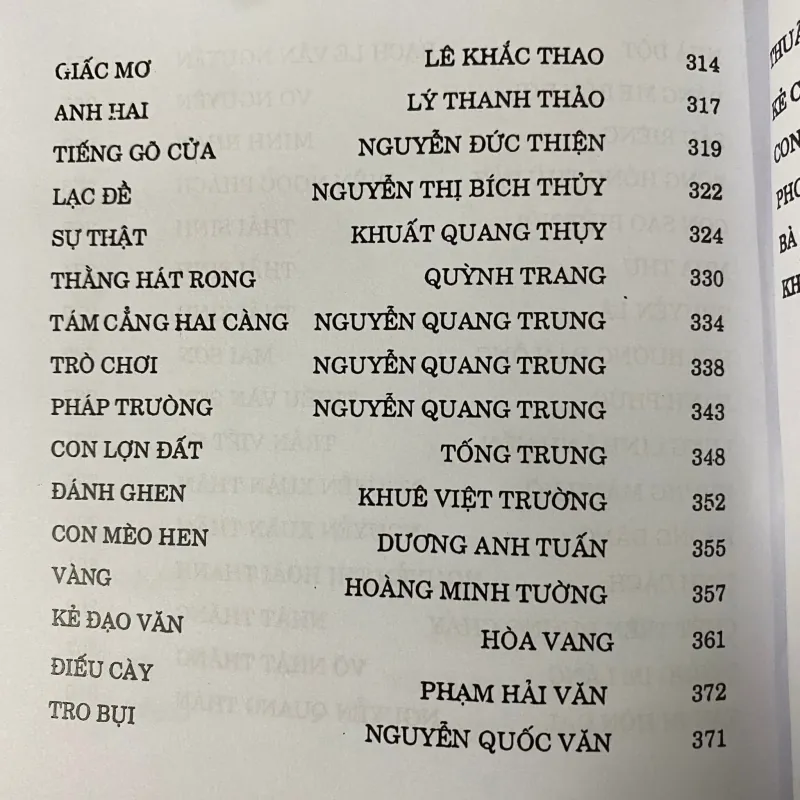 GIẤC MƠ LÊ KHẮC THAO 314
ANH HAI LÝ THANH THẢO 317
TIẾNG GÕ CỬA NGUYỄN ĐỨC THIỆN 319
LẠC ĐỀ NGUYỄN THỊ BÍCH THỦY 322
SỰ THẬT KHUẤT QUANG THỤY 324
THẰNG HÁT RONG QUỲNH TRANG 330
TÁM CẲNG HAI CÀNG NGUYỄN QUANG TRUNG 334
TRÒ CHƠI NGUYỄN QUANG TRUNG 338
PHÁP TRƯỜNG NGUYỄN QUANG TRUNG 343
CON LỢN ĐẤT TỐNG TRUNG 348
ĐÁNH GHEN KHUÊ VIỆT TRƯỜNG 352
CON MÈO HEN DƯƠNG ANH TUẤN 355
VÀNG HOÀNG MINH TƯỜNG 357
KẺ ĐẠO VĂN HÒA VANG 361
ĐIẾU CÀY PHẠM HẢI VĂN 372
TRO BỤI NGUYỄN QUỐC VĂN 371
KẺ
CON
BÀ